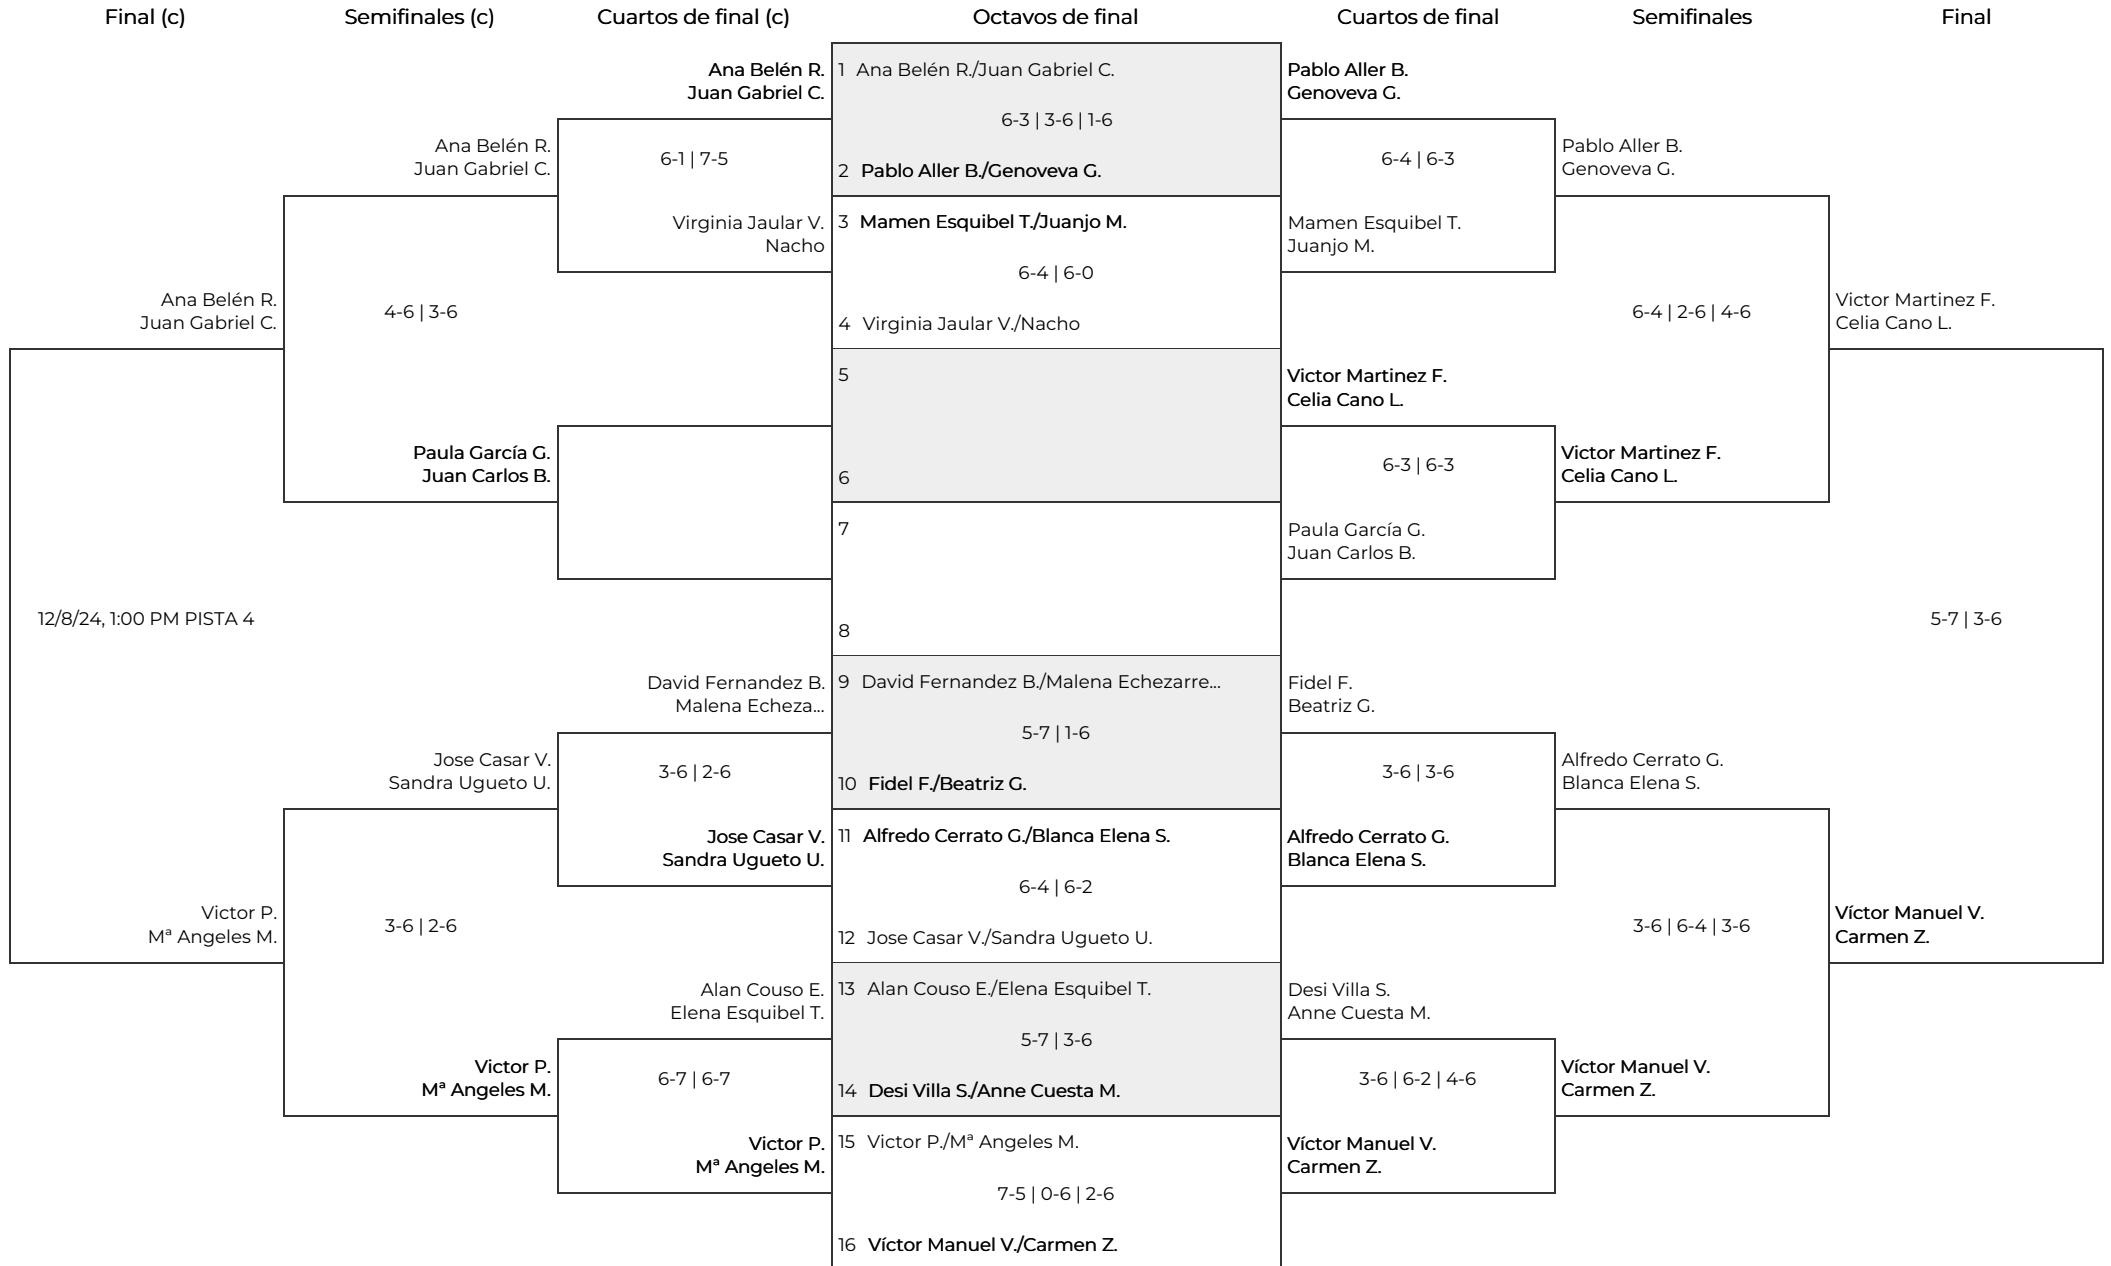 Final (c)
Semifinales (c)
Cuartos de final (c)
Octavos de final
Cuartos de final
Semifinales
Final
Ana Belén R.
Juan Gabriel C.
12/8/24, 1:00 PM PISTA 4
Victor P.
Mª Angeles M.
Ana Belén R.
Juan Gabriel C.
4-6 | 3-6
Paula García G.
Juan Carlos B.
Jose Casar V.
Sandra Ugueto U.
3-6 | 2-6
Victor P.
Mª Angeles M.
Ana Belén R.
Juan Gabriel C.
6-1 | 7-5
Virginia Jaular V.
Nacho
David Fernandez B.
Malena Echeza...
3-6 | 2-6
Jose Casar V.
Sandra Ugueto U.
Alan Couso E.
Elena Esquibel T.
6-7 | 6-7
Victor P.
Mª Angeles M.
1 Ana Belén R./Juan Gabriel C.
6-3 | 3-6 | 1-6
2 Pablo Aller B./Genoveva G.
3 Mamen Esquibel T./Juanjo M.
6-4 | 6-0
4 Virginia Jaular V./Nacho
5
6
7
8
9 David Fernandez B./Malena Echezarre...
5-7 | 1-6
10 Fidel F./Beatriz G.
11 Alfredo Cerrato G./Blanca Elena S.
6-4 | 6-2
12 Jose Casar V./Sandra Ugueto U.
13 Alan Couso E./Elena Esquibel T.
5-7 | 3-6
14 Desi Villa S./Anne Cuesta M.
15 Victor P./Mª Angeles M.
7-5 | 0-6 | 2-6
16 Víctor Manuel V./Carmen Z.
Pablo Aller B.
Genoveva G.
6-4 | 6-3
Mamen Esquibel T.
Juanjo M.
Victor Martinez F.
Celia Cano L.
6-3 | 6-3
Paula García G.
Juan Carlos B.
Fidel F.
Beatriz G.
3-6 | 3-6
Alfredo Cerrato G.
Blanca Elena S.
Desi Villa S.
Anne Cuesta M.
3-6 | 6-2 | 4-6
Víctor Manuel V.
Carmen Z.
Pablo Aller B.
Genoveva G.
6-4 | 2-6 | 4-6
Victor Martinez F.
Celia Cano L.
Alfredo Cerrato G.
Blanca Elena S.
3-6 | 6-4 | 3-6
Víctor Manuel V.
Carmen Z.
Victor Martinez F.
Celia Cano L.
5-7 | 3-6
Víctor Manuel V.
Carmen Z.